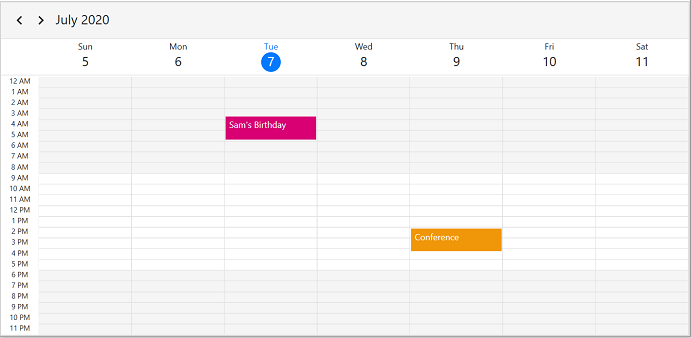 July 2020
Sun Mon Tue Wed Thu Fri Sat
5 6 7 8 9 10 11
12 AM
1 AM
2 AM
3 AM
4 AM Sam's Birthday
5 AM
6 AM
7 AM
8 AM
9 AM
10 AM
11 AM
12 PM
1 PM
2 PM Conference
3 PM
4 PM
5 PM
6 PM
7 PM
8 PM
9 PM
10 PM
11 PM